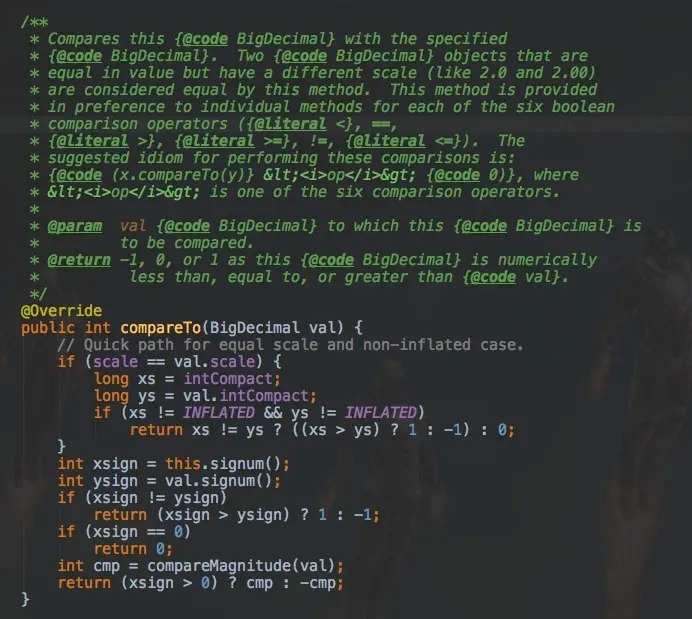 /**
 * Compares this {@code BigDecimal} with the specified
 * {@code BigDecimal}.  Two {@code BigDecimal} objects that are
 * equal in value but have a different scale (like 2.0 and 2.00)
 * are considered equal by this method.  This method is provided
 * in preference to individual methods for each of the six boolean
 * comparison operators ({@literal <}, ==,
 * {@literal >}, {@literal >=}, !=, {@literal <=}).  The
 * suggested idiom for performing these comparisons is:
 * {@code (x.compareTo(y)} &lt;<i>op</i>&gt; {@code 0)}, where
 * &lt;<i>op</i>&gt; is one of the six comparison operators.
 *
 * @param  val {@code BigDecimal} to which this {@code BigDecimal} is
 *         to be compared.
 * @return -1, 0, or 1 as this {@code BigDecimal} is numerically
 *          less than, equal to, or greater than {@code val}.
 */
@Override
public int compareTo(BigDecimal val) {
    // Quick path for equal scale and non-inflated case.
    if (scale == val.scale) {
        long xs = intCompact;
        long ys = val.intCompact;
        if (xs != INFLATED && ys != INFLATED)
            return xs != ys ? ((xs > ys) ? 1 : -1) : 0;
    }
    int xsign = this.signum();
    int ysign = val.signum();
    if (xsign != ysign)
        return (xsign > ysign) ? 1 : -1;
    if (xsign == 0)
        return 0;
    int cmp = compareMagnitude(val);
    return (xsign > 0) ? cmp : -cmp;
}